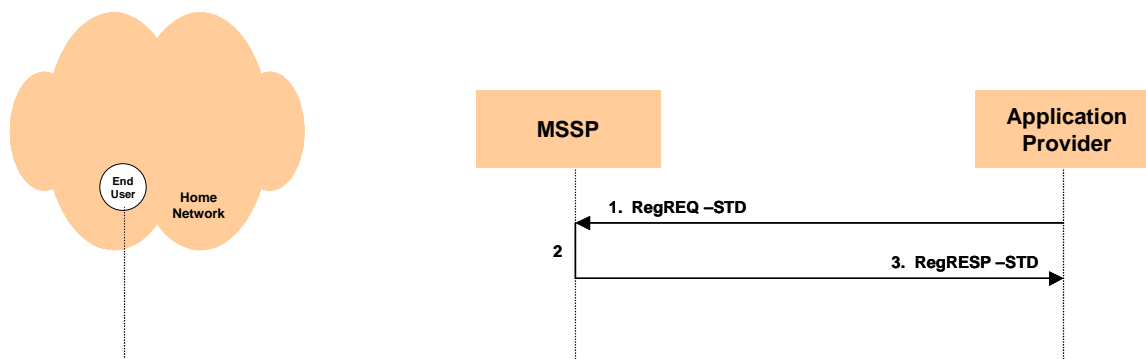 End
User
Home
Network
MSSP
Application
Provider
1. RegREQ –STD
2
3. RegRESP –STD